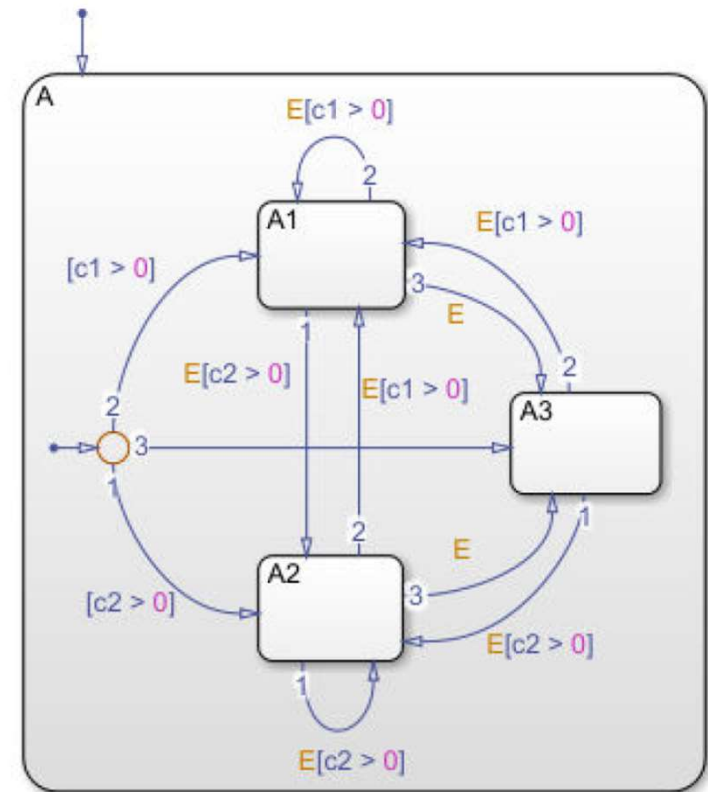 A
E[c1 > 0]
2
A1
E[c1 > 0]
[c1 > 0]
3
E
1
E[c2 > 0]
E[c1 > 0]
2
2
A3
3
1
1
2
E
A2
3
[c2 > 0]
E[c2 > 0]
1
E[c2 > 0]